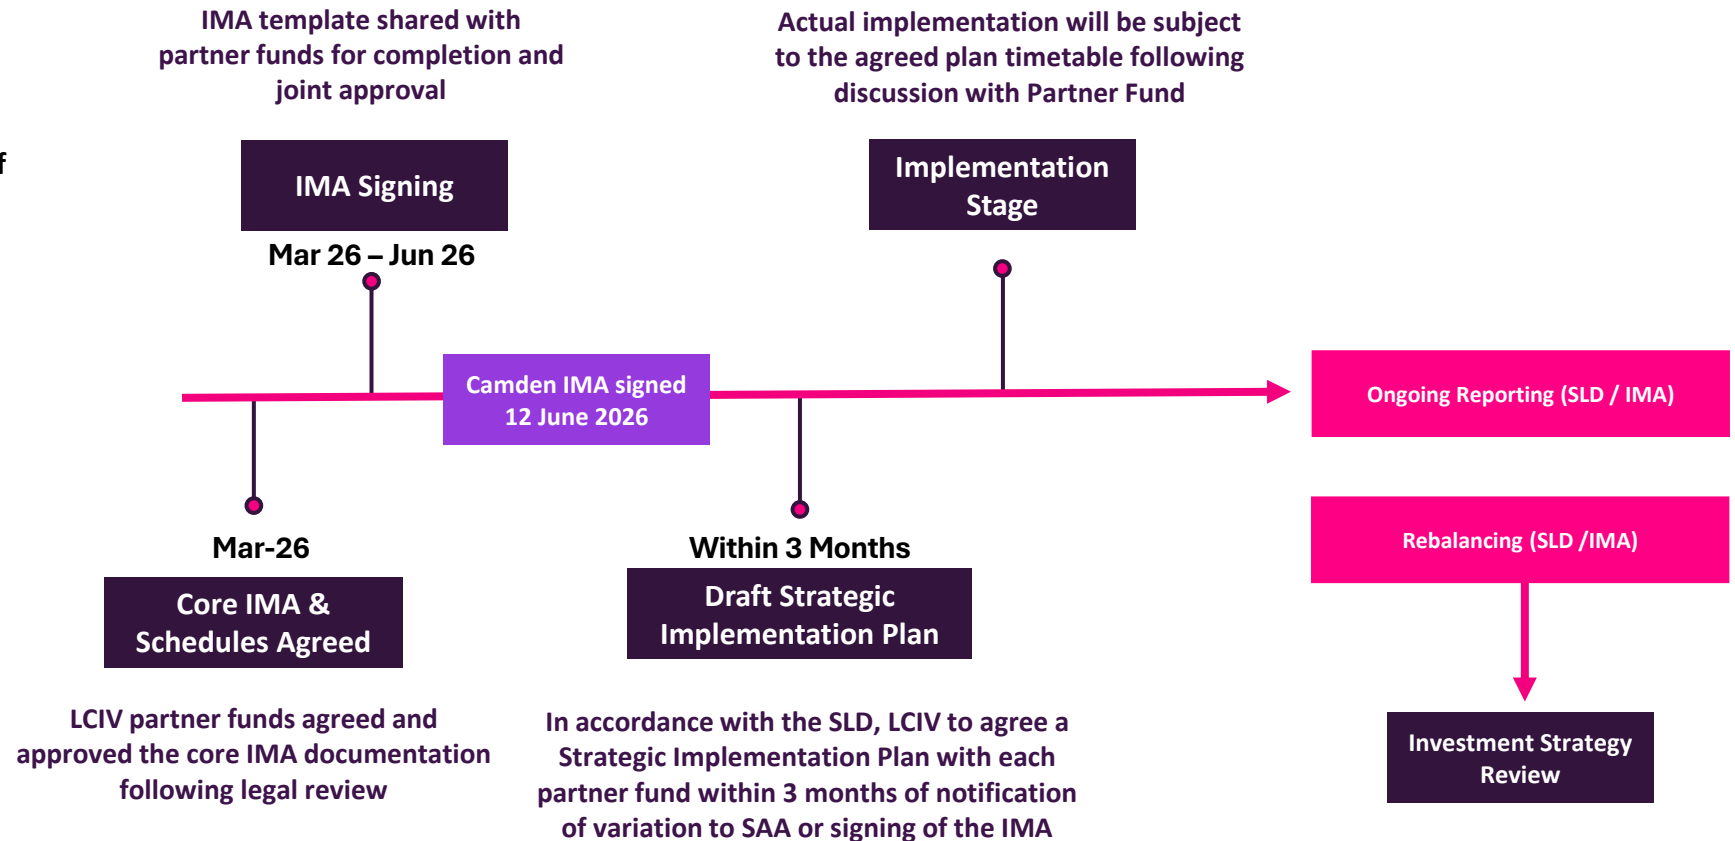 IMA template shared with
partner funds for completion and
joint approval
Actual implementation will be subject
to the agreed plan timetable following
discussion with Partner Fund
f
IMA Signing
Implementation
Stage
Mar 26 – Jun 26
Camden IMA signed
12 June 2026
Ongoing Reporting (SLD / IMA)
Rebalancing (SLD /IMA)
Mar-26
Within 3 Months
Core IMA &
Schedules Agreed
Draft Strategic
Implementation Plan
LCIV partner funds agreed and
approved the core IMA documentation
following legal review
In accordance with the SLD, LCIV to agree a
Strategic Implementation Plan with each
partner fund within 3 months of notification
of variation to SAA or signing of the IMA
Investment Strategy
Review